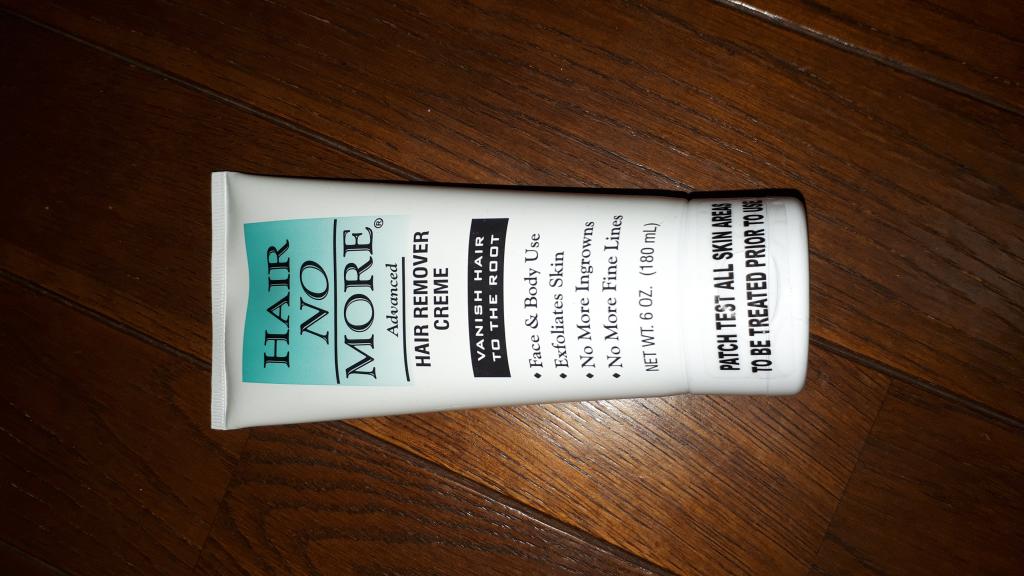 HAIR
NO
MORE®
Advanced
HAIR REMOVER
CREME
VANISH HAIR
TO THE ROOT
♦ Face & Body Use
♦ Exfoliates Skin
♦ No More Ingrowns
♦ No More Fine Lines
NET WT. 6 OZ. (180 mL)
PATCH TEST ALL SKIN AREAS
TO BE TREATED PRIOR TO USE